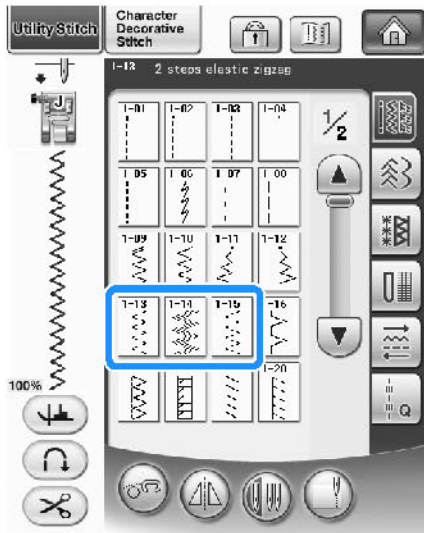 Utility Stitch
Character
Decorative
Stitch
1-13 2 steps elastic zigzag
J
1-01 1-02 1-03 1-04
1/2
1 05 1 06 1 07 1 08
1-09 1-10 1-11 1-12
1-13 1-14 1-15 -16
1-20
100%
Q